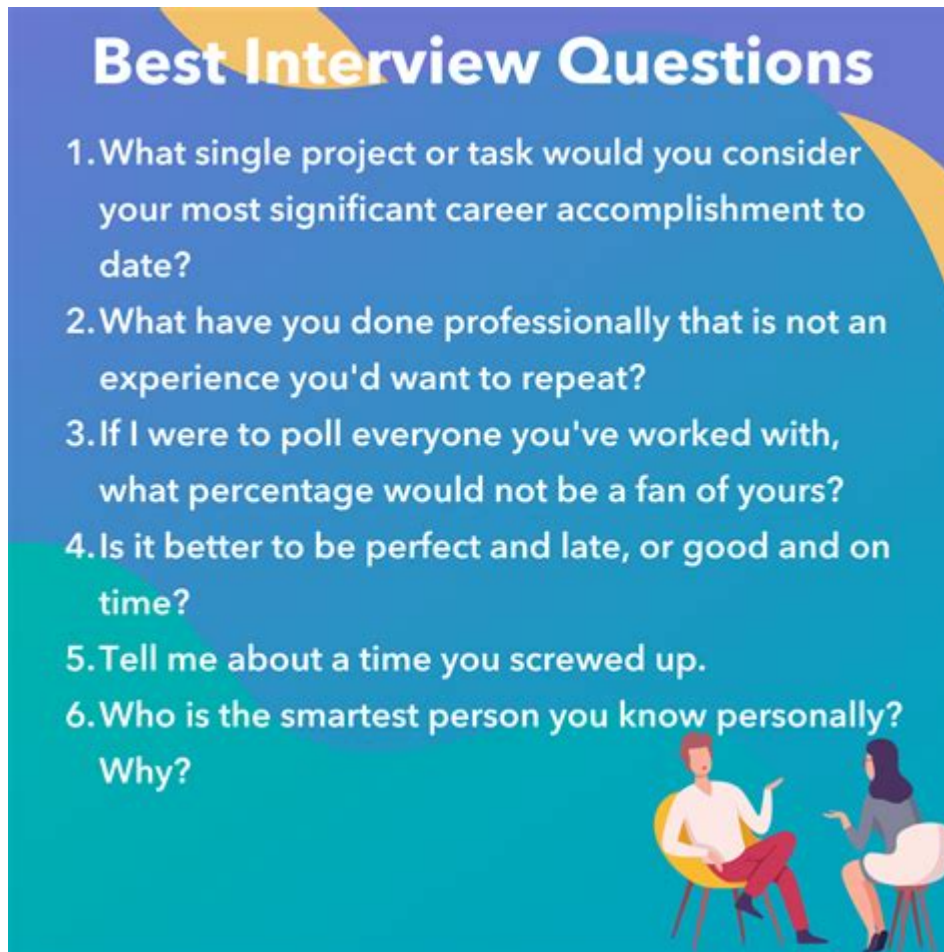 Best Interview Questions
1. What single project or task would you consider
your most significant career accomplishment to
date?
2. What have you done professionally that is not an
experience you'd want to repeat?
3. If I were to poll everyone you've worked with,
what percentage would not be a fan of yours?
4. Is it better to be perfect and late, or good and on
time?
5. Tell me about a time you screwed up.
6. Who is the smartest person you know personally?
Why?